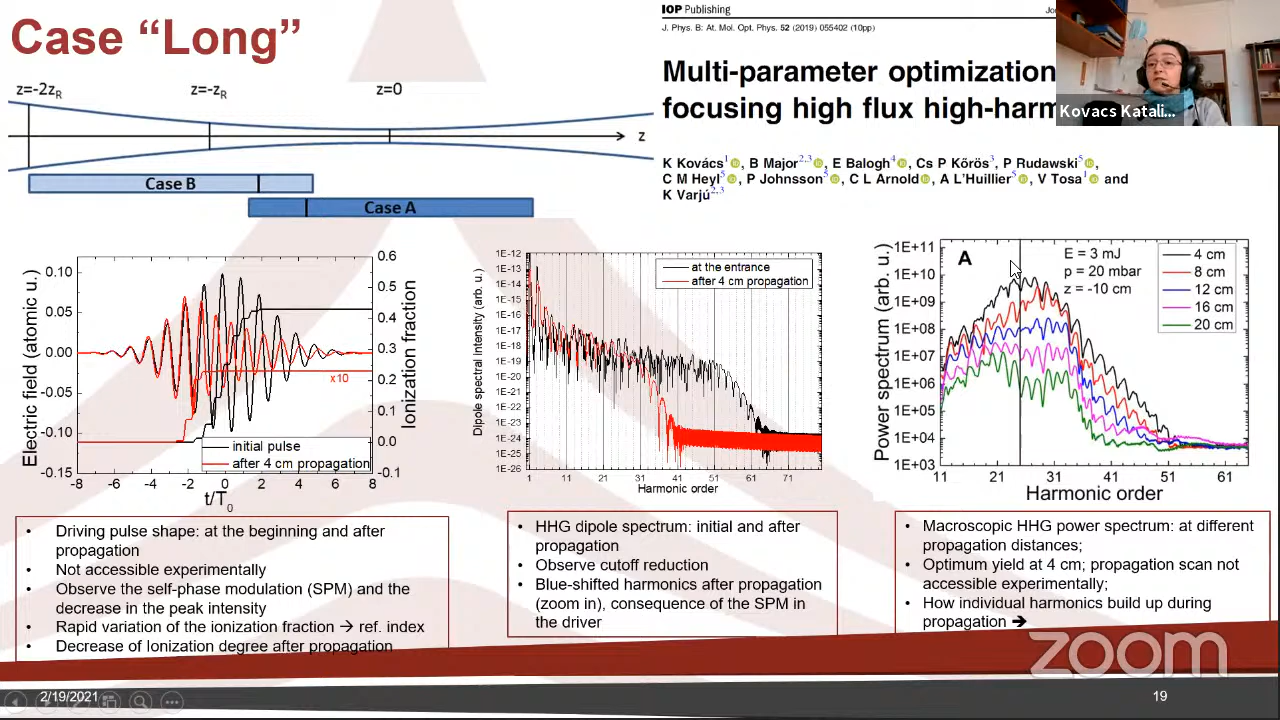 Case “Long”
z=-2zR
z=-zR
z=0
z
Case B
Case A
IOP Publishing
J. Phys. B: At. Mol. Opt. Phys. 52 (2019) 055402 (10pp)
Multi-parameter optimization
focusing high flux high-harm
K Kovács1, B Major2,3, E Balogh4, Cs P Kőrös3, P Rudawski5,
C M Heyl5, P Johnsson5, C L Arnold, A L’Huillier5, V Tosa1 and
K Varjú2,3
Kovacs Katali...
Electric field (atomic u.)
0.10
0.05
0.00
-0.05
-0.10
-0.15
0.6
0.5
0.4
0.3
0.2
0.1
0.0
-0.1
Ionization fraction
x10
initial pulse
after 4 cm propagation
-8 -6 -4 -2 0 2 4 6 8
t/T0
Dipole spectral intensity (arb. u.)
1E-12
1E-13
1E-14
1E-15
1E-16
1E-17
1E-18
1E-19
1E-20
1E-21
1E-22
1E-23
1E-24
1E-25
1E-26
at the entrance
after 4 cm propagation
1 11 21 31 41 51 61 71
Harmonic order
Power spectrum (arb. u.)
1E+11
1E+10
1E+09
1E+08
1E+07
1E+06
1E+05
1E+04
1E+03
A
E = 3 mJ
p = 20 mbar
z = -10 cm
4 cm
8 cm
12 cm
16 cm
20 cm
11 21 31 41 51 61
Harmonic order
• Driving pulse shape: at the beginning and after
propagation
• Not accessible experimentally
• Observe the self-phase modulation (SPM) and the
decrease in the peak intensity
• Rapid variation of the ionization fraction → ref. index
• Decrease of Ionization degree after propagation
• HHG dipole spectrum: initial and after
propagation
• Observe cutoff reduction
• Blue-shifted harmonics after propagation
(zoom in), consequence of the SPM in
the driver
• Macroscopic HHG power spectrum: at different
propagation distances;
• Optimum yield at 4 cm; propagation scan not
accessible experimentally;
• How individual harmonics build up during
propagation ➔
zoom
2/19/2021
19